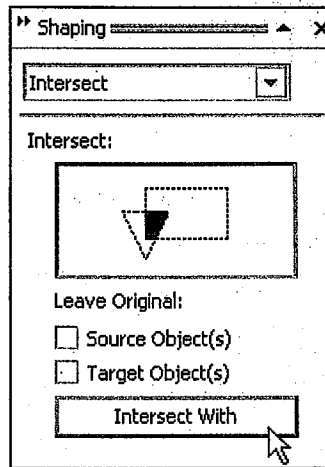 Shaping
Intersect
Intersect:
Leave Original:
Source Object(s)
Target Object(s)
Intersect With